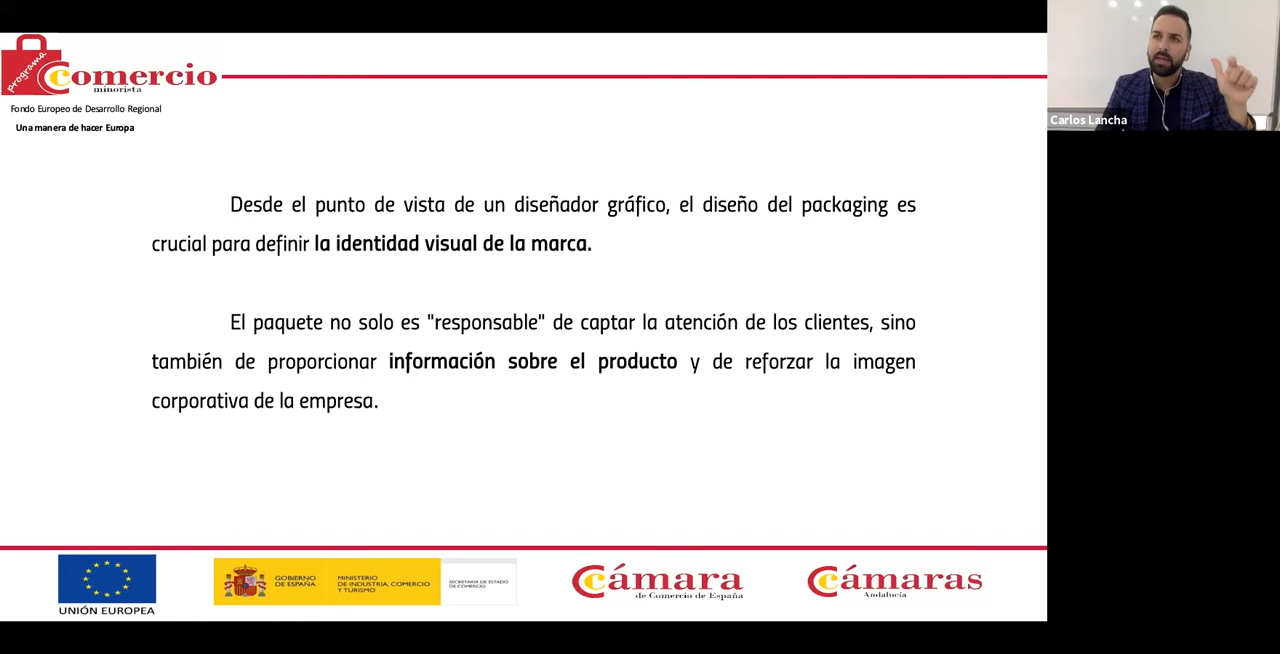 programa
Comercio
minorista
Fondo Europeo de Desarrollo Regional
Una manera de hacer Europa
Carlos Lancha
Desde el punto de vista de un diseñador gráfico, el diseño del packaging es
crucial para definir la identidad visual de la marca.
El paquete no solo es "responsable" de captar la atención de los clientes, sino
también de proporcionar información sobre el producto y de reforzar la imagen
corporativa de la empresa.
UNIÓN EUROPEA
GOBIERNO
DE ESPAÑA
MINISTERIO
DE INDUSTRIA, COMERCIO
Y TURISMO
SECRETARÍA DE ESTADO
DE COMERCIO
Cámara
de Comercio de España
Cámaras
Andalucía